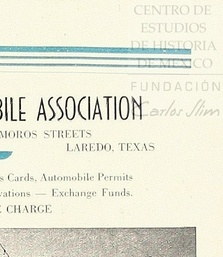 CENTRO DE
ESTUDIOS
DE HISTORIA
DE MEXICO
FUNDACIÓN
Carlos Slim
BILE ASSOCIATION
MOROS STREETS
LAREDO, TEXAS
s Cards, Automobile Permits
vations — Exchange Funds.
CHARGE